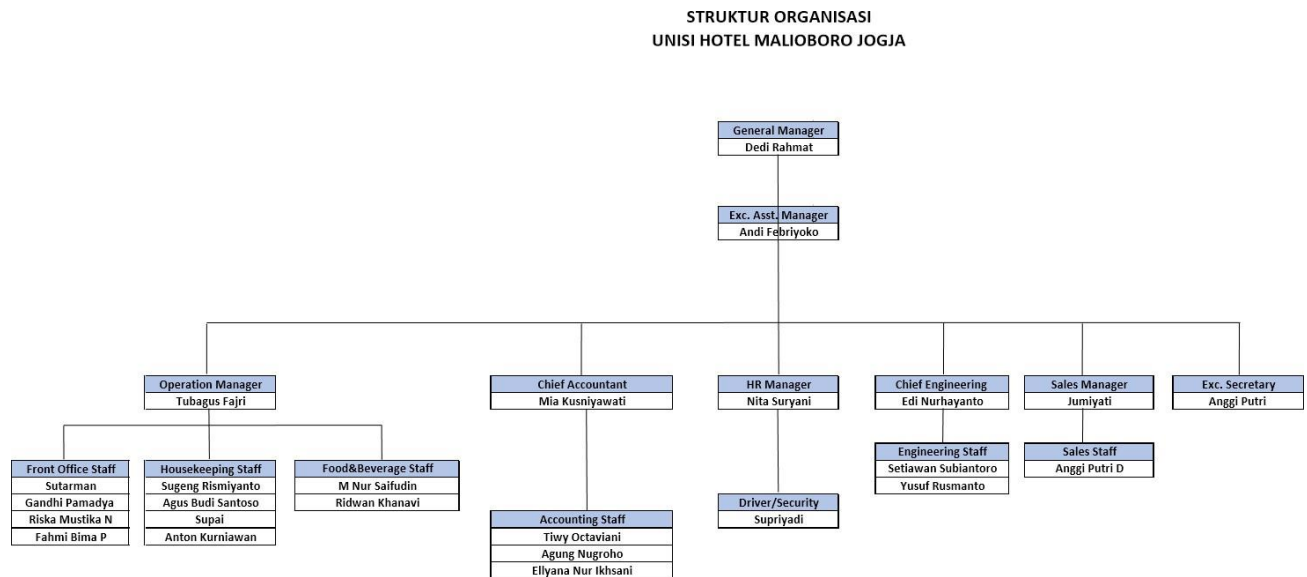 STRUKTUR ORGANISASI
UNISI HOTEL MALIOBORO JOGJA
General Manager
Dedi Rahmat
Exc. Asst. Manager
Andi Febriyoko
Operation Manager
Tubagus Fajri
Chief Accountant
Mia Kusniyawati
HR Manager
Nita Suryani
Chief Engineering
Edi Nurhayanto
Sales Manager
Jumiyati
Exc. Secretary
Anggi Putri
Front Office Staff
Sutarman
Gandhi Pamadya
Riska Mustika N
Fahmi Bima P
Housekeeping Staff
Sugeng Rismiyanto
Agus Budi Santoso
Supai
Anton Kurniawan
Food&Beverage Staff
M Nur Saifudin
Ridwan Khanavi
Accounting Staff
Tiwy Octaviani
Agung Nugroho
Ellyana Nur Ikhsani
Driver/Security
Supriyadi
Engineering Staff
Setiawan Subiantoro
Yusuf Rusmanto
Sales Staff
Anggi Putri D